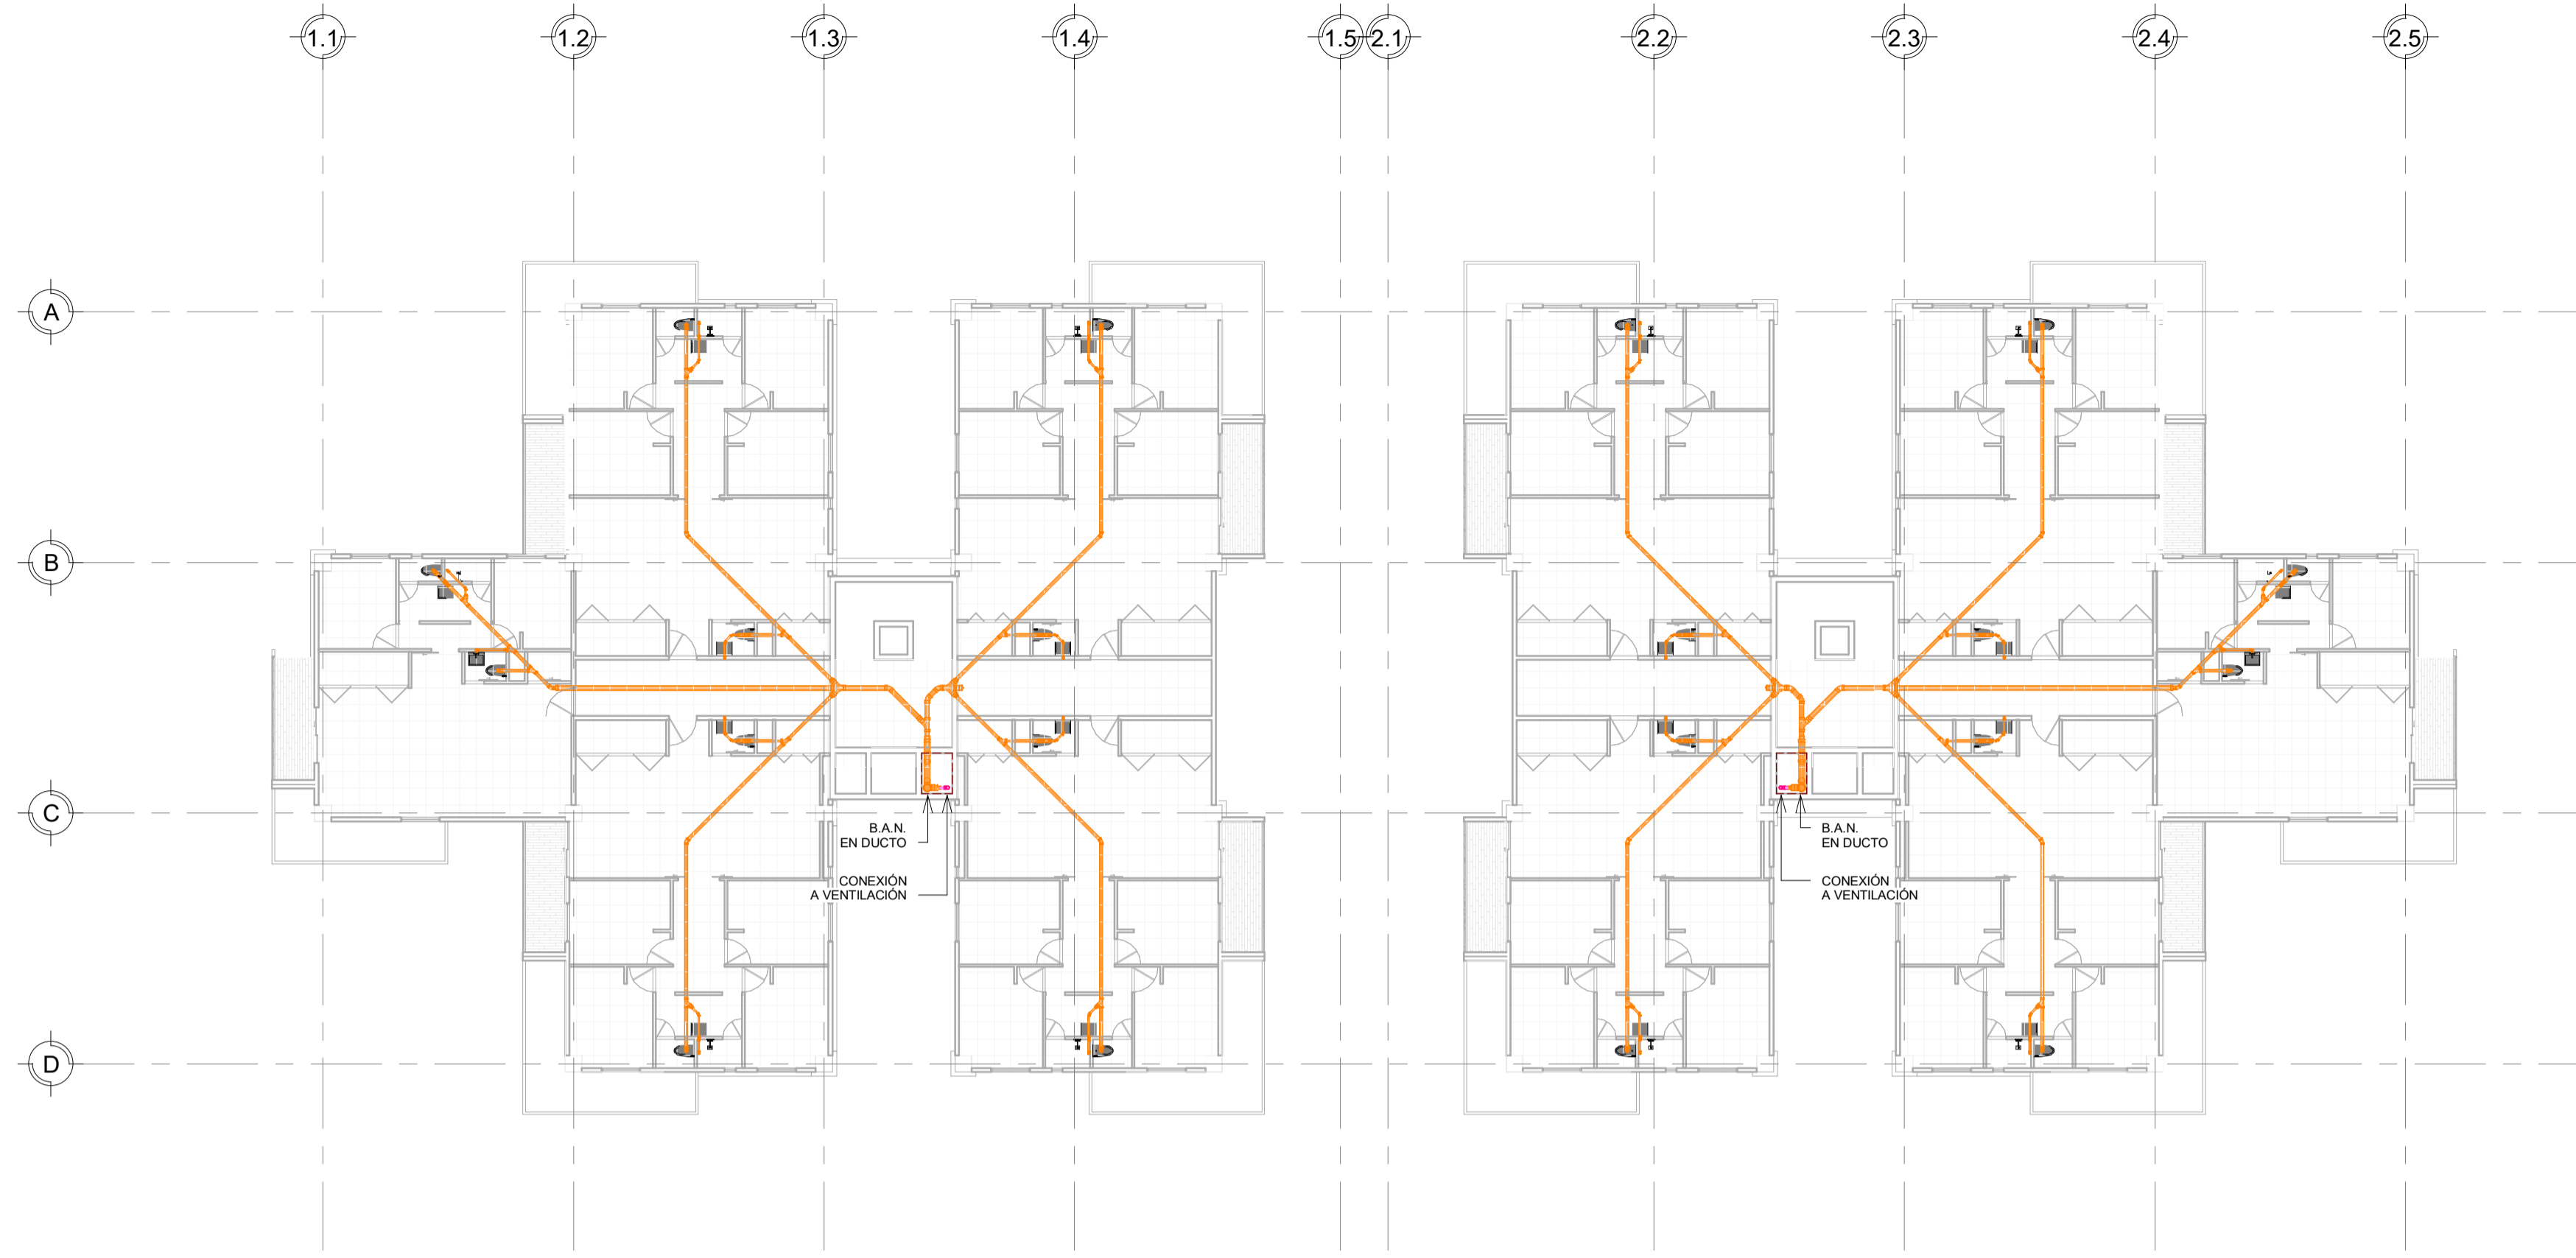 1.1
1.2
1.3
1.4
1.5
2.1
2.2
2.3
2.4
2.5
A
B
C
D
B.A.N.
EN DUCTO
CONEXIÓN
A VENTILACIÓN
B.A.N.
EN DUCTO
CONEXIÓN
A VENTILACIÓN